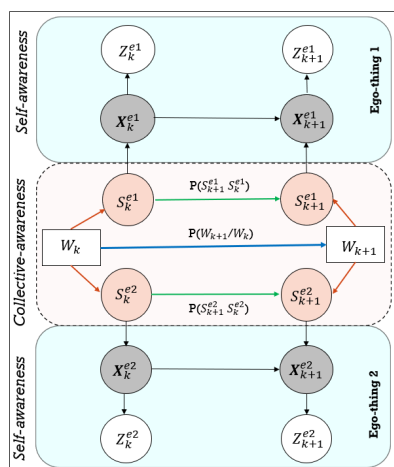 Self-awareness
Z_k^{e1}
Z_{k+1}^{e1}
X_k^{e1}
X_{k+1}^{e1}
Ego-thing 1
Collective-awareness
S_k^{e1}
P(S_{k+1}^{e1} S_k^{e1})
S_{k+1}^{e1}
W_k
P(W_{k+1}/W_k)
W_{k+1}
S_k^{e2}
P(S_{k+1}^{e2} S_k^{e2})
S_{k+1}^{e2}
Self-awareness
X_k^{e2}
X_{k+1}^{e2}
Z_k^{e2}
Z_{k+1}^{e2}
Ego-thing 2